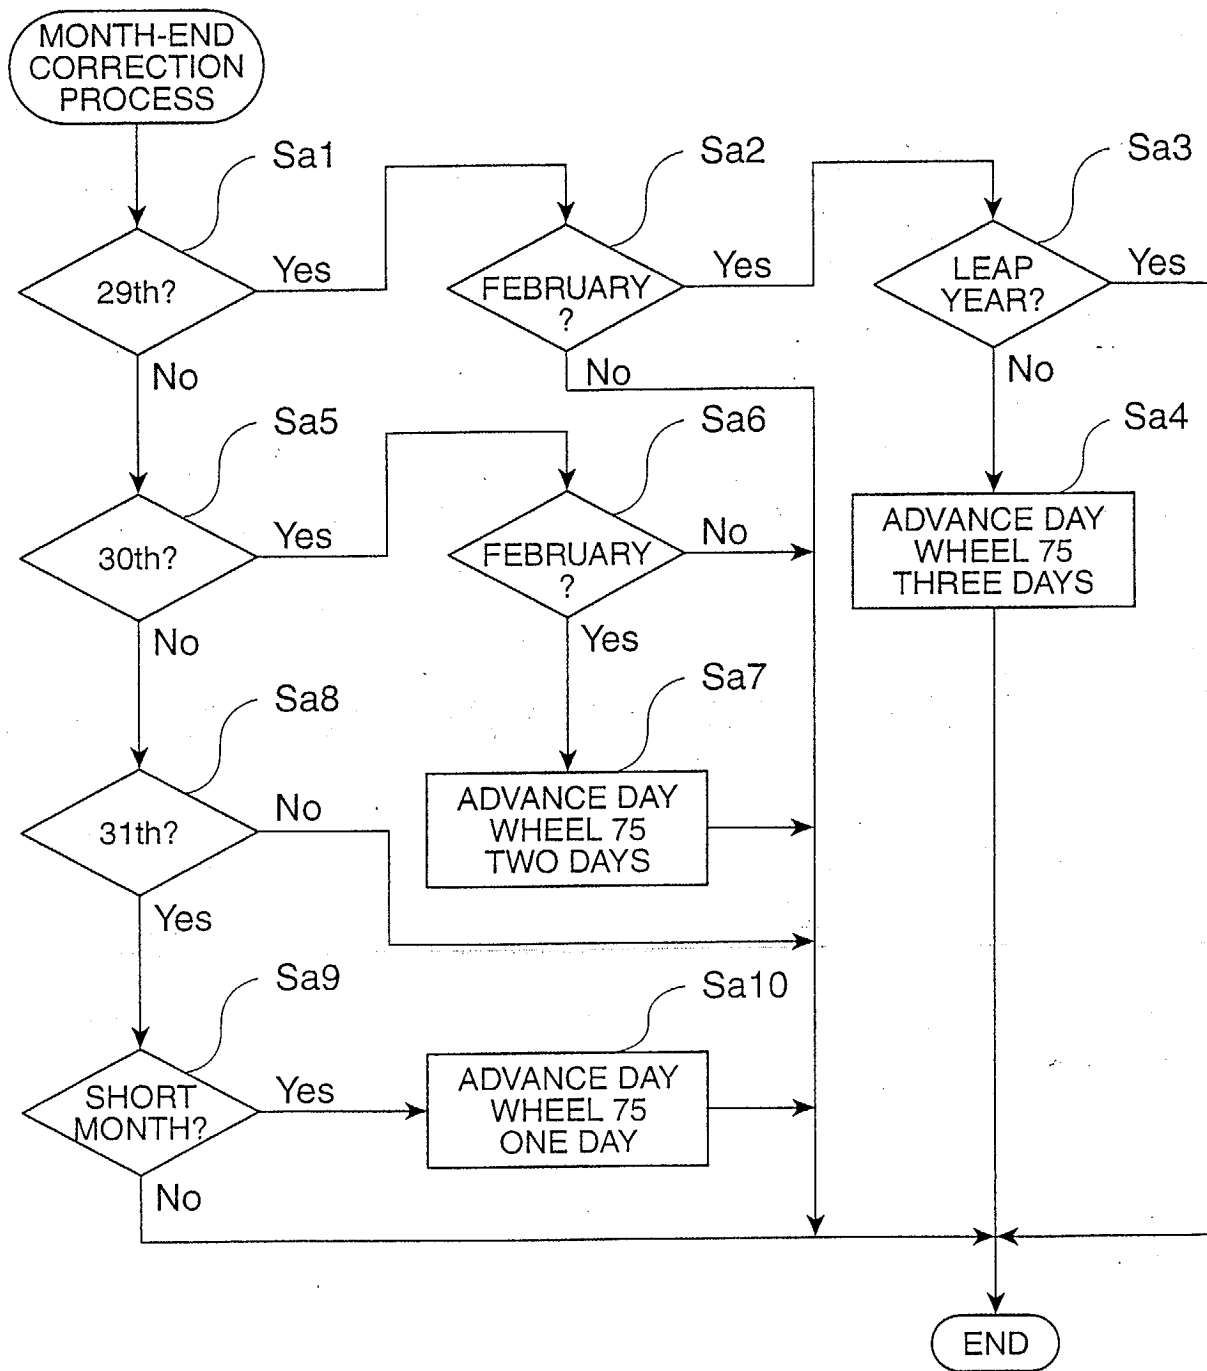 MONTH-END
CORRECTION
PROCESS
Sa1
29th?
Yes
No
Sa2
FEBRUARY
?
Yes
No
Sa3
LEAP
YEAR?
Yes
No
Sa4
ADVANCE DAY
WHEEL 75
THREE DAYS
Sa5
30th?
Yes
No
Sa6
FEBRUARY
?
No
Yes
Sa7
ADVANCE DAY
WHEEL 75
TWO DAYS
Sa8
31th?
No
Yes
Sa9
SHORT
MONTH?
Yes
No
Sa10
ADVANCE DAY
WHEEL 75
ONE DAY
END